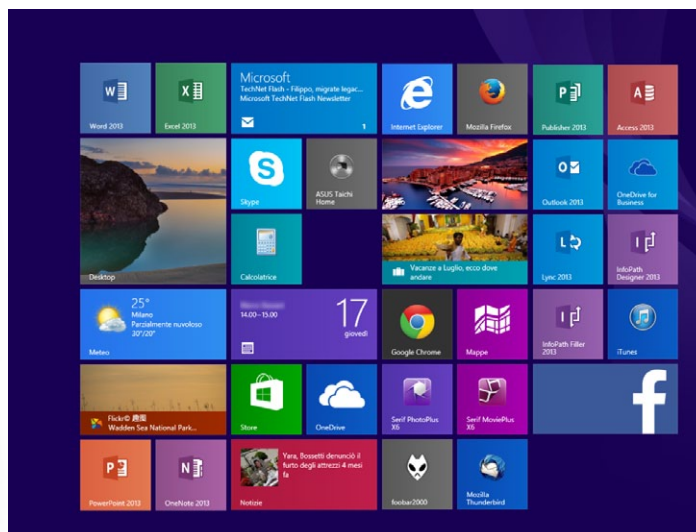 Word 2013
Excel 2013
Microsoft
TechNet Flash - Filippo, migrate legac...
Microsoft TechNet Flash Newsletter
1
Internet Explorer
Mozilla Firefox
Publisher 2013
Access 2013
Desktop
Skype
ASUS Taichi
Home
Outlook 2013
OneDrive for
Business
Calcolatrice
Vacanze a Luglio, ecco dove
andare
Lync 2013
InfoPath
Designer 2013
25°
Milano
Parzialmente nuvoloso
30°/20°
Meteo
14.00–15.00
17
giovedì
Google Chrome
Mappe
InfoPath Filler
2013
iTunes
Flickr© 趣图
Wadden Sea National Park...
Store
OneDrive
Serif PhotoPlus
X6
Serif MoviePlus
X6
PowerPoint 2013
OneNote 2013
Yara, Bossetti denunciò il
furto degli attrezzi 4 mesi
fa
Notizie
foobar2000
Mozilla
Thunderbird